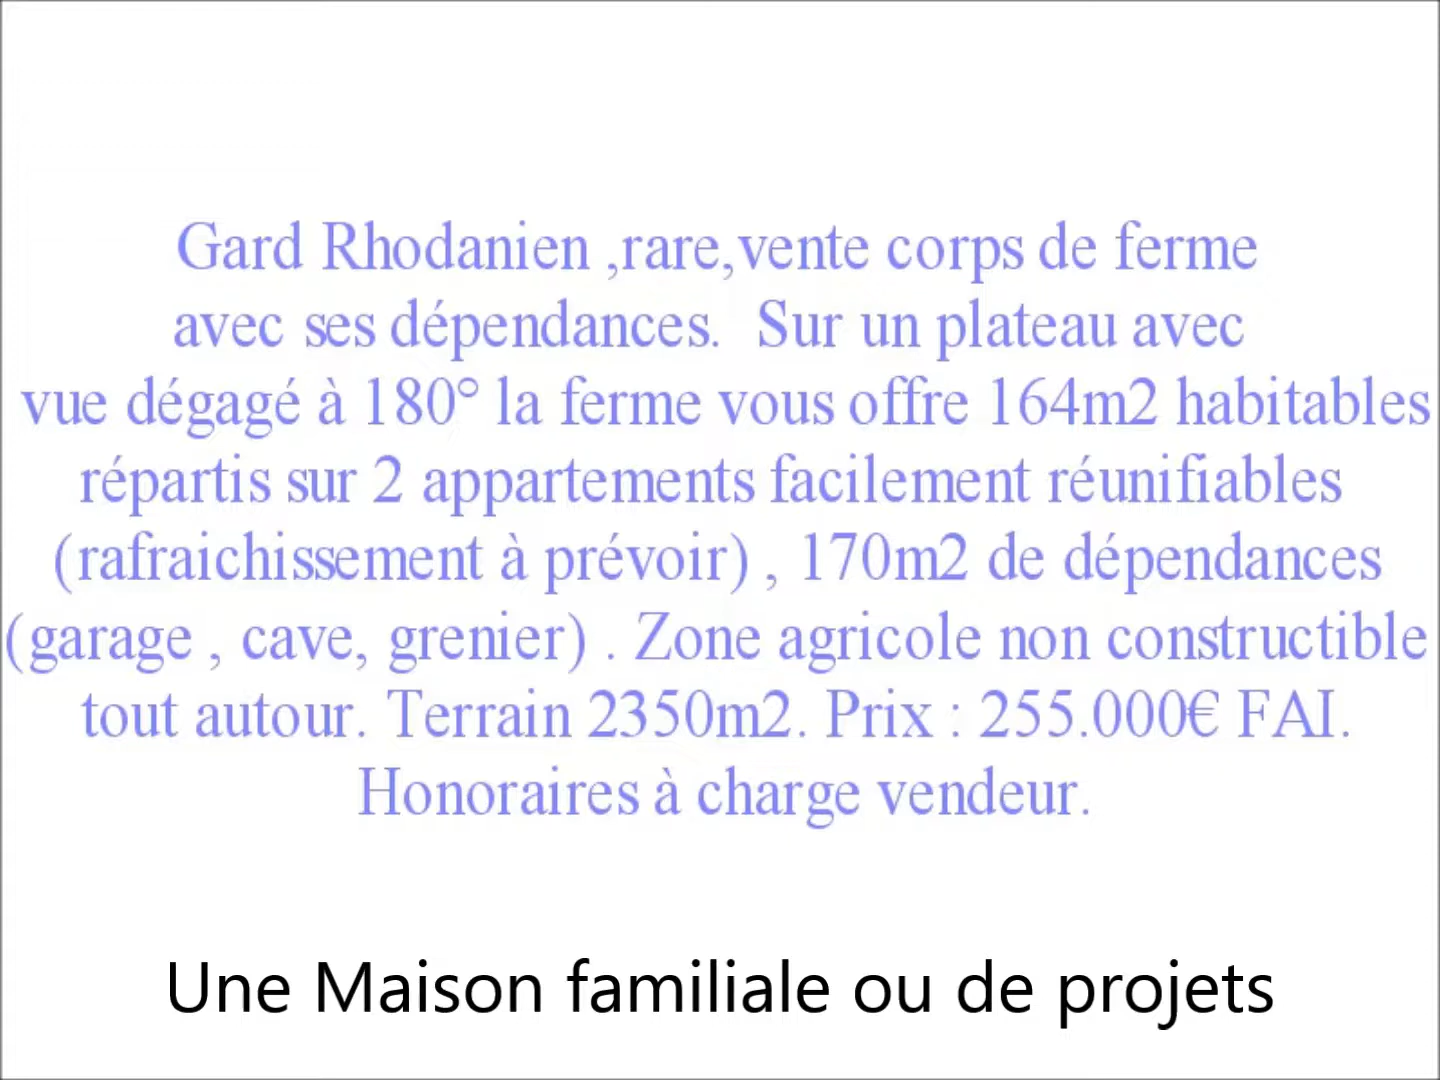 Gard Rhodanien ,rare,vente corps de ferme
avec ses dépendances.  Sur un plateau avec
vue dégagé à 180° la ferme vous offre 164m2 habitables
répartis sur 2 appartements facilement réunifiables
(rafraichissement à prévoir) , 170m2 de dépendances
(garage , cave, grenier) . Zone agricole non constructible
tout autour. Terrain 2350m2. Prix : 255.000€ FAI.
Honoraires à charge vendeur.
Une Maison familiale ou de projets